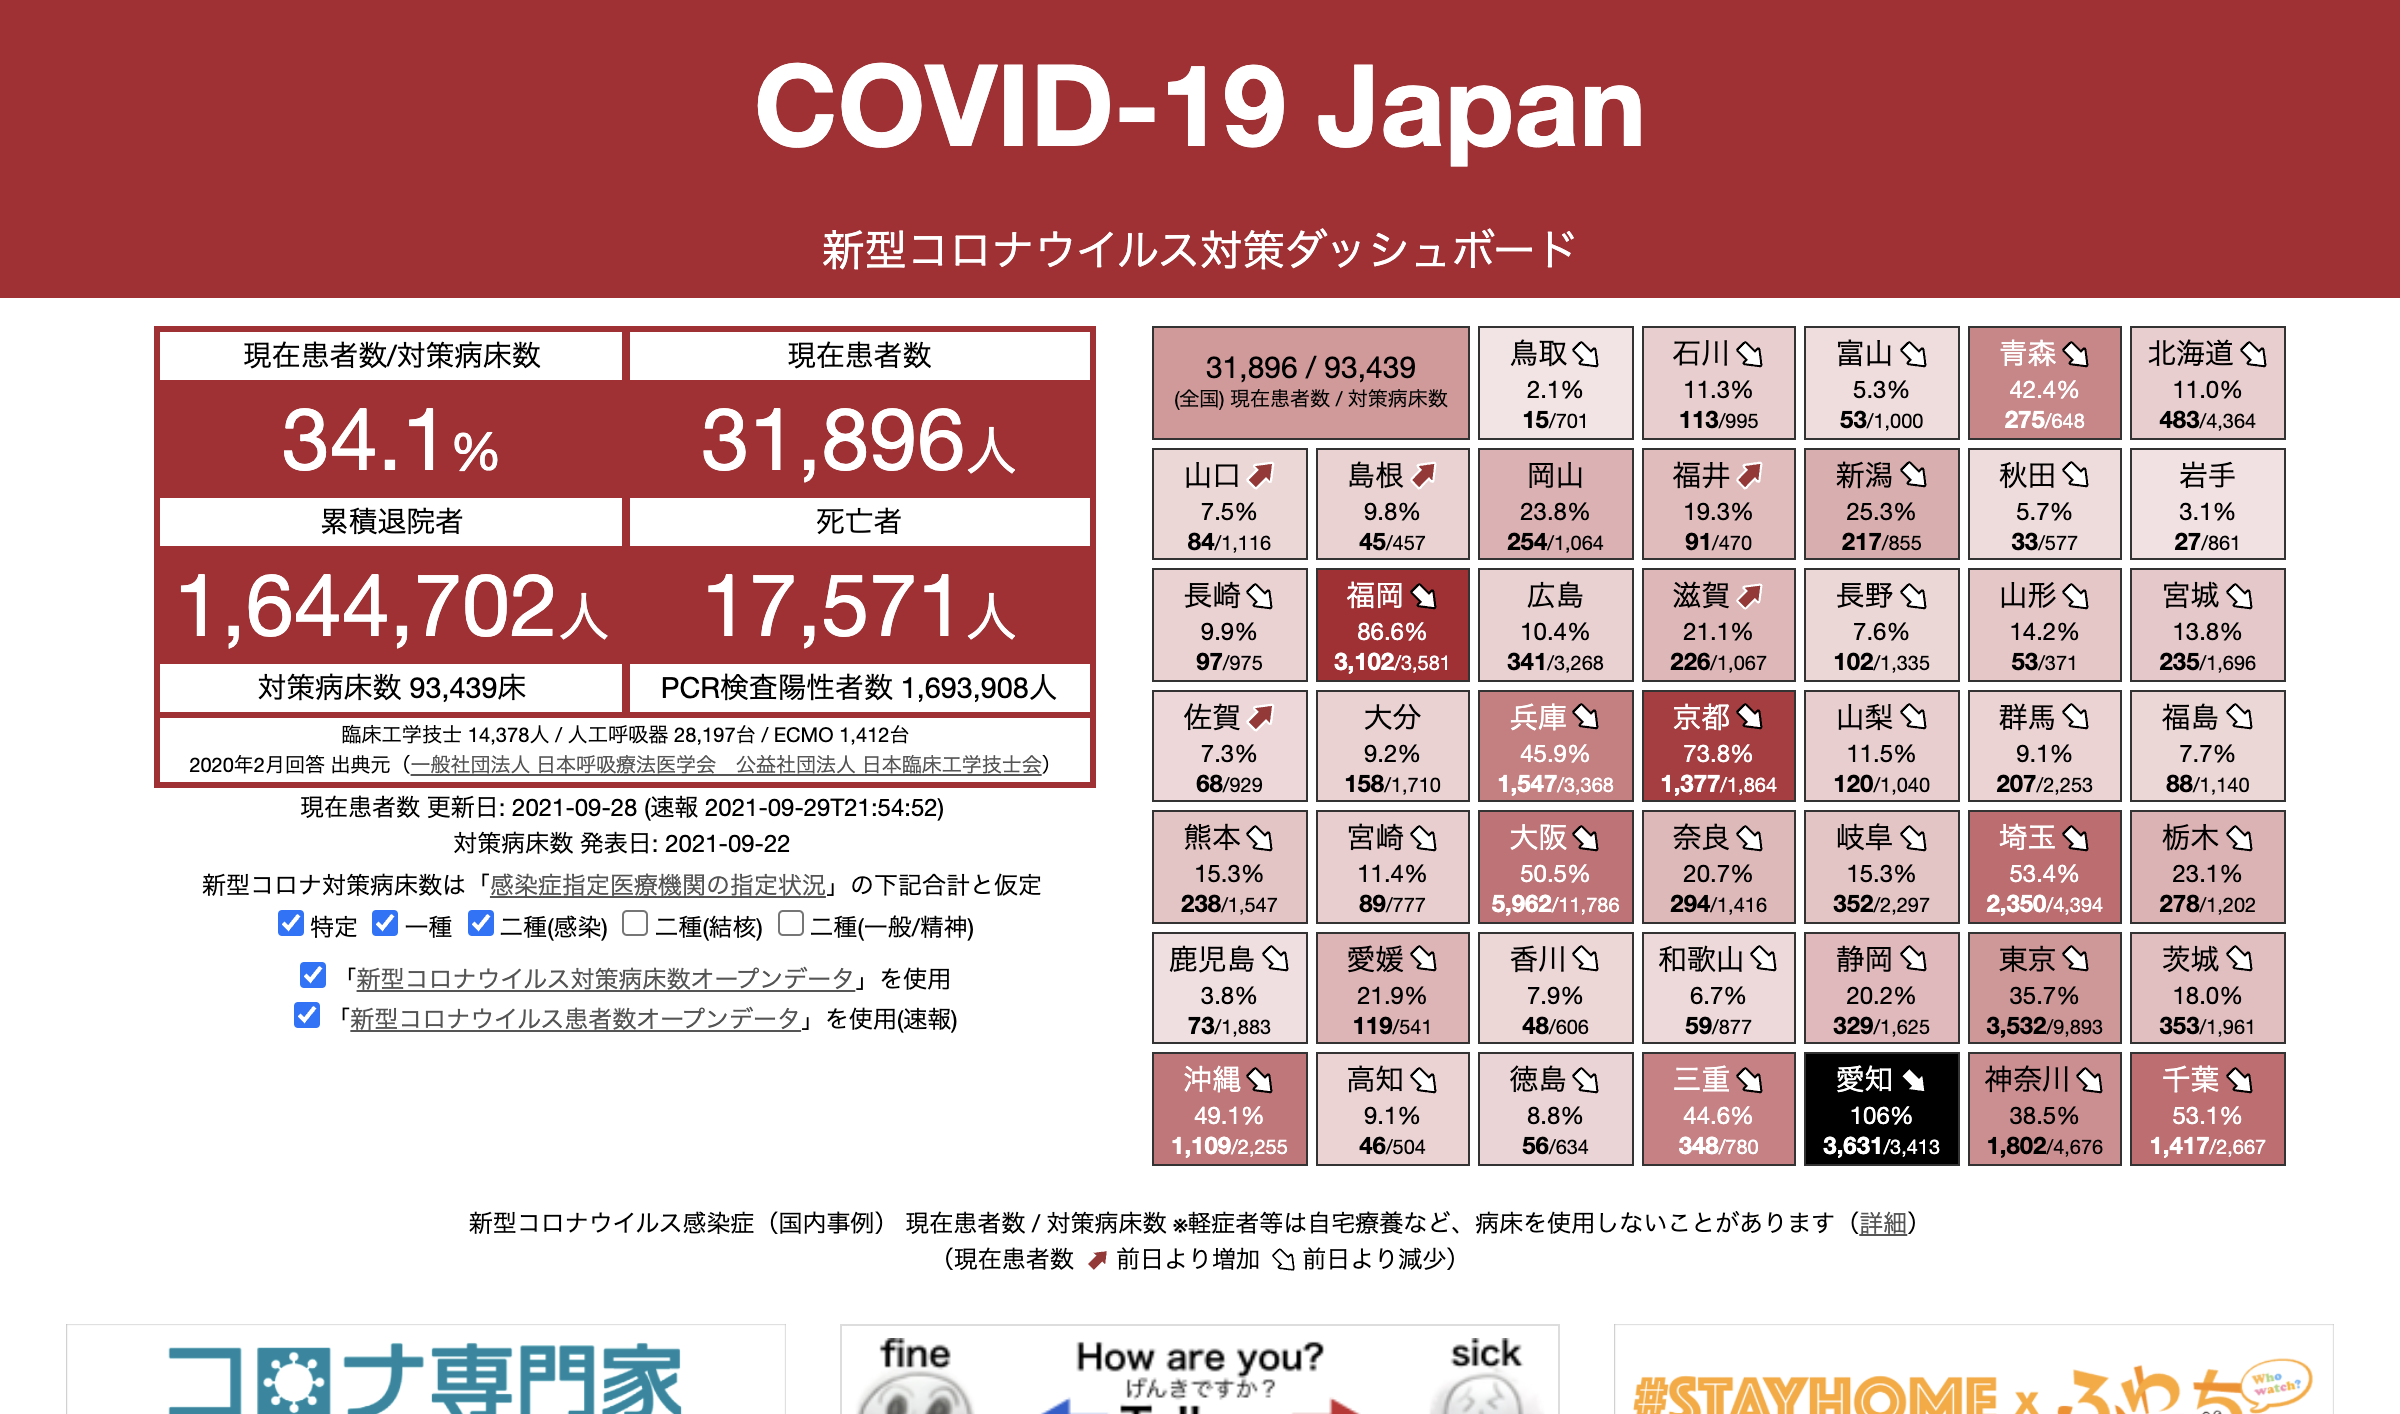 COVID-19 Japan
新型コロナウイルス対策ダッシュボード
現在患者数/対策病床数
現在患者数
34.1%
31,896人
累積退院者
死亡者
1,644,702人
17,571人
対策病床数 93,439床
PCR検査陽性者数 1,693,908人
臨床工学技士 14,378人 / 人工呼吸器 28,197台 / ECMO 1,412台
2020年2月回答 出典元（一般社団法人 日本呼吸療法医学会　公益社団法人 日本臨床工学技士会）
現在患者数 更新日: 2021-09-28 (速報 2021-09-29T21:54:52)
対策病床数 発表日: 2021-09-22
新型コロナ対策病床数は「感染症指定医療機関の指定状況」の下記合計と仮定
特定 一種 二種(感染) 二種(結核) 二種(一般/精神)
「新型コロナウイルス対策病床数オープンデータ」を使用
「新型コロナウイルス患者数オープンデータ」を使用(速報)
31,896 / 93,439
(全国) 現在患者数 / 対策病床数
鳥取
2.1%
15/701
石川
11.3%
113/995
富山
5.3%
53/1,000
青森
42.4%
275/648
北海道
11.0%
483/4,364
山口
7.5%
84/1,116
島根
9.8%
45/457
岡山
23.8%
254/1,064
福井
19.3%
91/470
新潟
25.3%
217/855
秋田
5.7%
33/577
岩手
3.1%
27/861
長崎
9.9%
97/975
福岡
86.6%
3,102/3,581
広島
10.4%
341/3,268
滋賀
21.1%
226/1,067
長野
7.6%
102/1,335
山形
14.2%
53/371
宮城
13.8%
235/1,696
佐賀
7.3%
68/929
大分
9.2%
158/1,710
兵庫
45.9%
1,547/3,368
京都
73.8%
1,377/1,864
山梨
11.5%
120/1,040
群馬
9.1%
207/2,253
福島
7.7%
88/1,140
熊本
15.3%
238/1,547
宮崎
11.4%
89/777
大阪
50.5%
5,962/11,786
奈良
20.7%
294/1,416
岐阜
15.3%
352/2,297
埼玉
53.4%
2,350/4,394
栃木
23.1%
278/1,202
鹿児島
3.8%
73/1,883
愛媛
21.9%
119/541
香川
7.9%
48/606
和歌山
6.7%
59/877
静岡
20.2%
329/1,625
東京
35.7%
3,532/9,893
茨城
18.0%
353/1,961
沖縄
49.1%
1,109/2,255
高知
9.1%
46/504
徳島
8.8%
56/634
三重
44.6%
348/780
愛知
106%
3,631/3,413
神奈川
38.5%
1,802/4,676
千葉
53.1%
1,417/2,667
新型コロナウイルス感染症（国内事例） 現在患者数 / 対策病床数 ※軽症者等は自宅療養など、病床を使用しないことがあります（詳細）
（現在患者数 前日より増加 前日より減少）
コロナ専門家
fine
How are you?
sick
げんきですか？
#STAYHOME x ふわっち
Who watch?